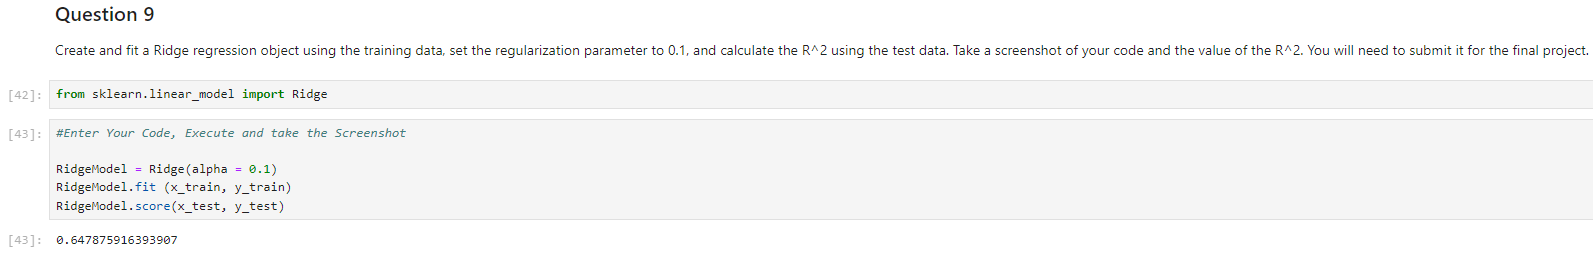 Question 9
Create and fit a Ridge regression object using the training data, set the regularization parameter to 0.1, and calculate the R^2 using the test data. Take a screenshot of your code and the value of the R^2. You will need to submit it for the final project.
[42]: from sklearn.linear_model import Ridge
[43]: #Enter Your Code, Execute and take the Screenshot
RidgeModel = Ridge(alpha = 0.1)
RidgeModel.fit (x_train, y_train)
RidgeModel.score(x_test, y_test)
[43]: 0.647875916393907